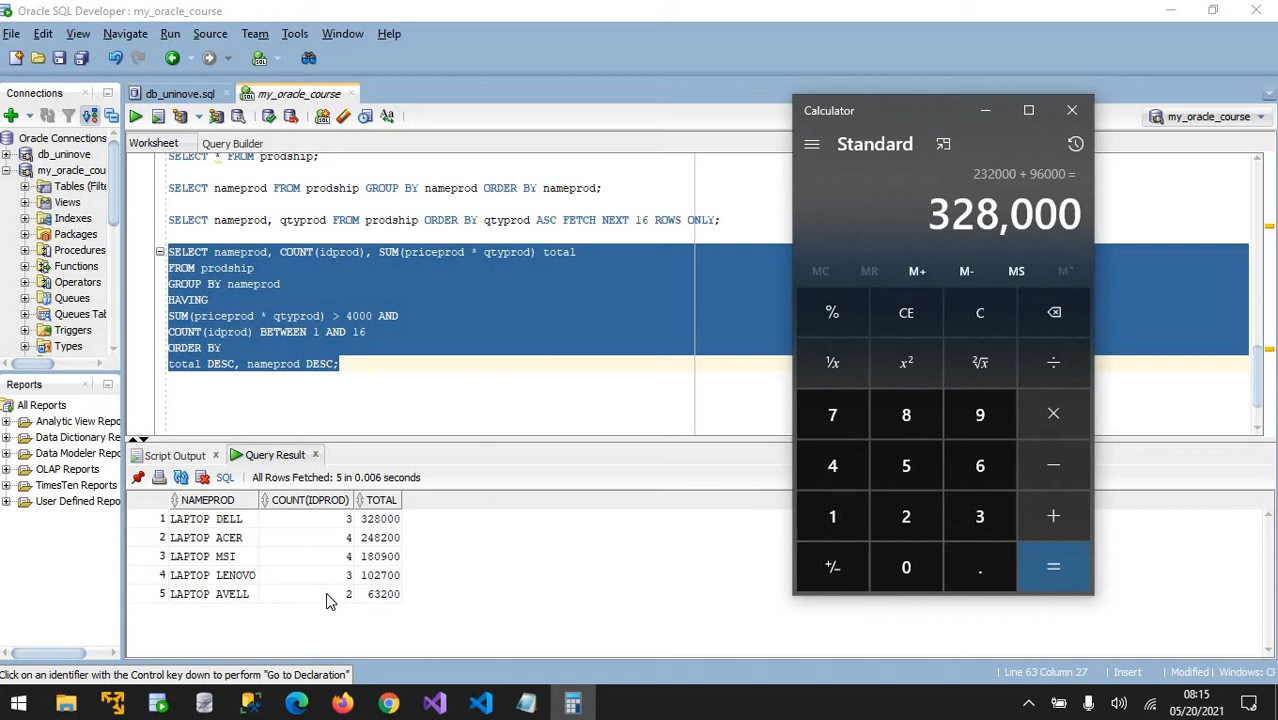 Oracle SQL Developer : my_oracle_course
File Edit View Navigate Run Source Team Tools Window Help
Connections
db_uninove.sql
my_oracle_course
my_oracle_course
Worksheet Query Builder
Oracle Connections
db_uninove
my_oracle_cou
Tables (Filte
Views
Indexes
Packages
Procedures
Functions
Operators
Queues
Queues Tab
Triggers
Types
SELECT * FROM prodship;
SELECT nameprod FROM prodship GROUP BY nameprod ORDER BY nameprod;
SELECT nameprod, qtyprod FROM prodship ORDER BY qtyprod ASC FETCH NEXT 16 ROWS ONLY;
SELECT nameprod, COUNT(idprod), SUM(priceprod * qtyprod) total
FROM prodship
GROUP BY nameprod
HAVING
SUM(priceprod * qtyprod) > 4000 AND
COUNT(idprod) BETWEEN 1 AND 16
ORDER BY
total DESC, nameprod DESC;
Reports
All Reports
Analytic View Repo
Data Dictionary Re
Data Modeler Repo
OLAP Reports
TimesTen Reports
User Defined Repo
Script Output
Query Result
SQL All Rows Fetched: 5 in 0.006 seconds
NAMEPROD COUNT(IDPROD) TOTAL
1 LAPTOP DELL 3 328000
2 LAPTOP ACER 4 248200
3 LAPTOP MSI 4 180900
4 LAPTOP LENOVO 3 102700
5 LAPTOP AVELL 2 63200
Calculator
Standard
232000 + 96000 =
328,000
MC MR M+ M- MS M˅
% CE C
¹/x x² ²√x ÷
7 8 9 ×
4 5 6 −
1 2 3 +
+/− 0 . =
Click on an identifier with the Control key down to perform "Go to Declaration"
Line 63 Column 27 Insert Modified Windows: CR
08:15
05/20/2021